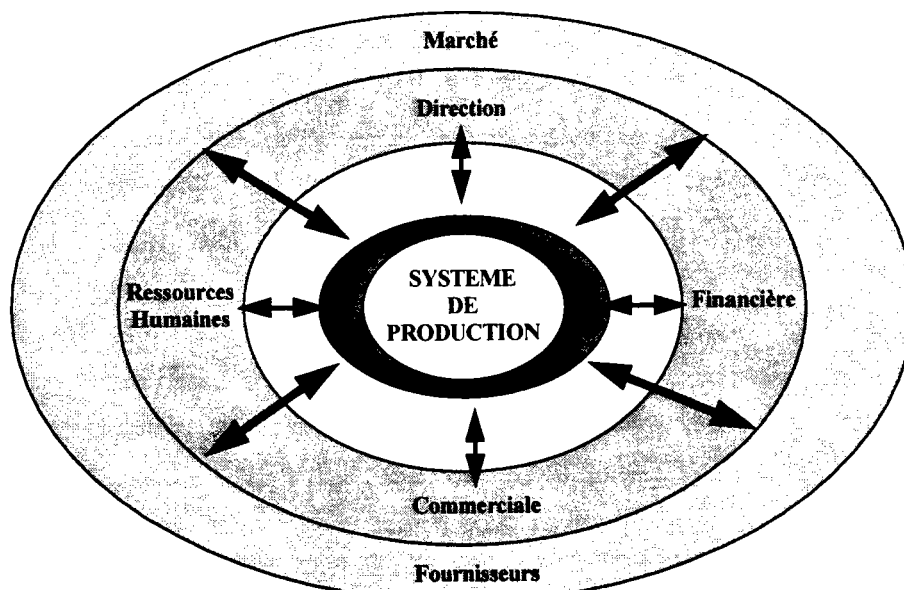 Marché
Direction
SYSTEME
DE
PRODUCTION
Ressources
Humaines
Financière
Commerciale
Fournisseurs